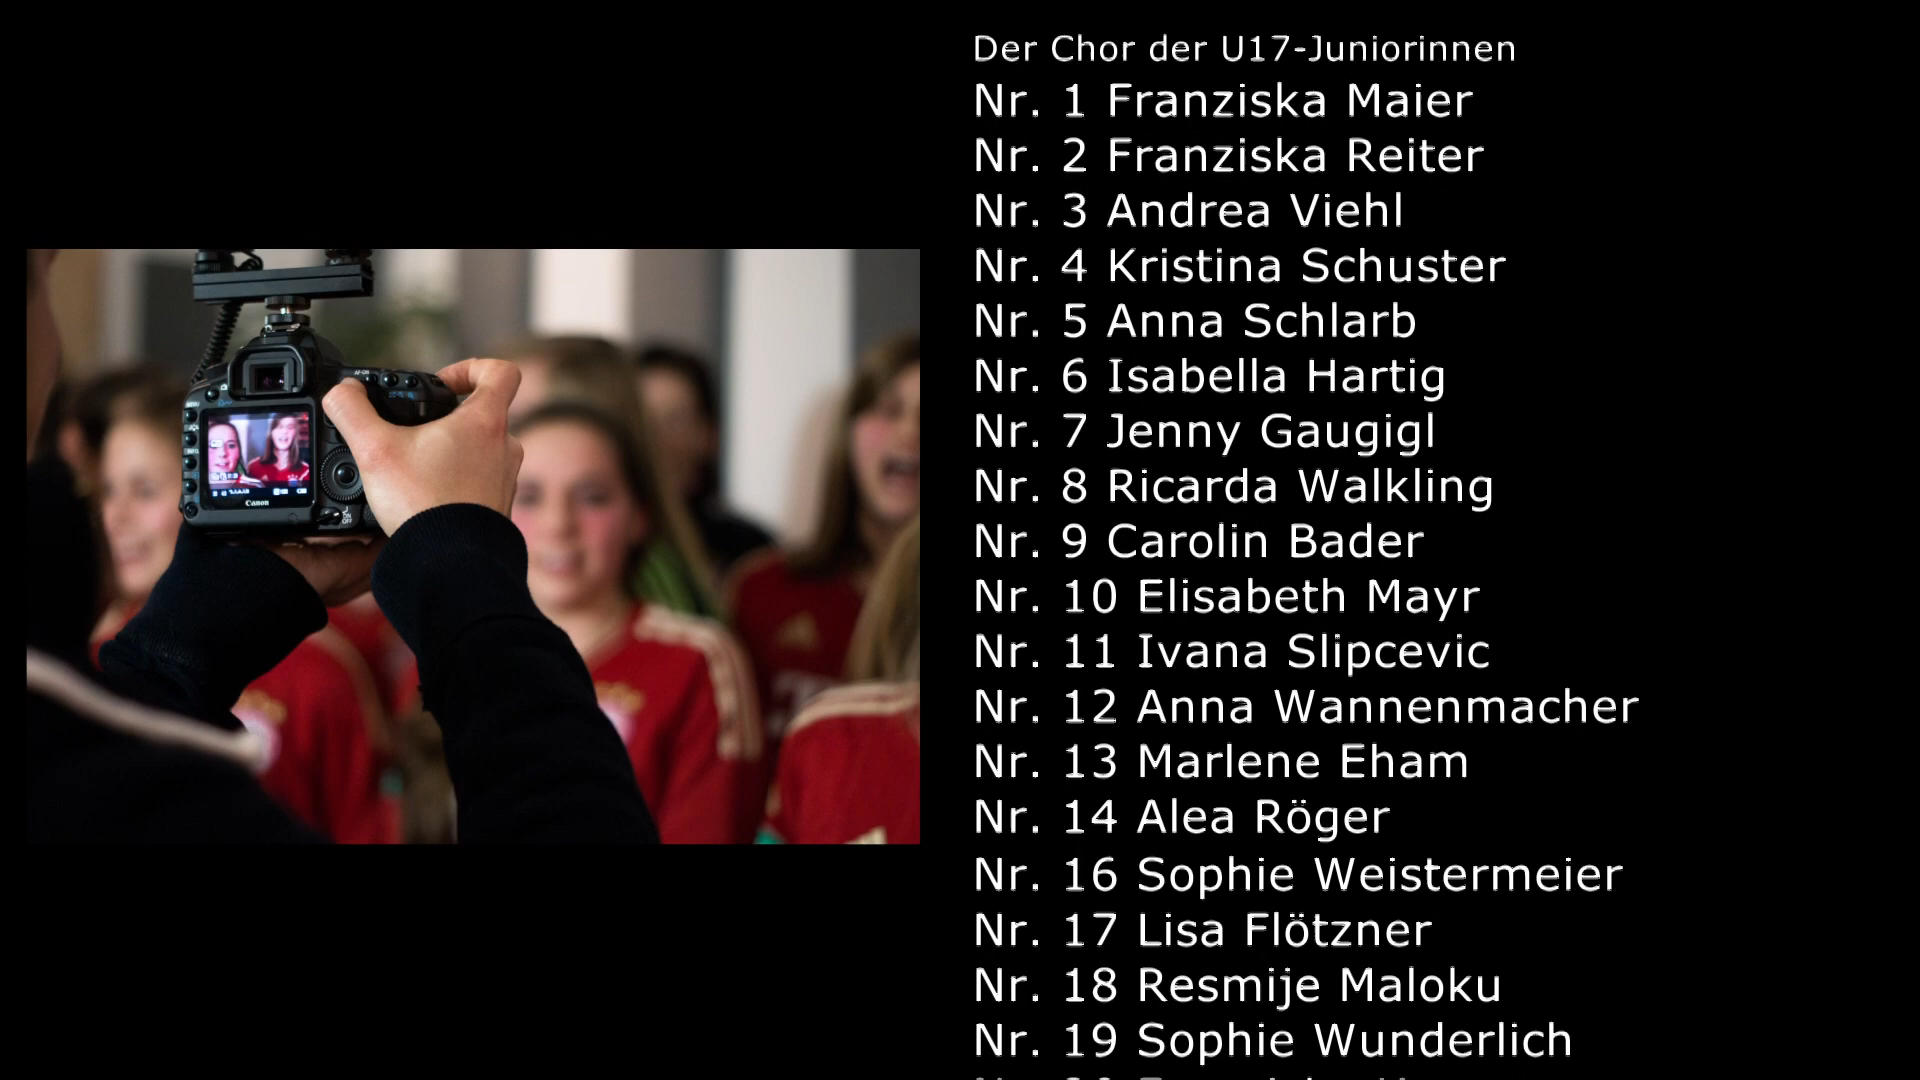 Der Chor der U17-Juniorinnen
Nr. 1 Franziska Maier
Nr. 2 Franziska Reiter
Nr. 3 Andrea Viehl
Nr. 4 Kristina Schuster
Nr. 5 Anna Schlarb
Nr. 6 Isabella Hartig
Nr. 7 Jenny Gaugigl
Nr. 8 Ricarda Walkling
Nr. 9 Carolin Bader
Nr. 10 Elisabeth Mayr
Nr. 11 Ivana Slipcevic
Nr. 12 Anna Wannenmacher
Nr. 13 Marlene Eham
Nr. 14 Alea Röger
Nr. 16 Sophie Weistermeier
Nr. 17 Lisa Flötzner
Nr. 18 Resmije Maloku
Nr. 19 Sophie Wunderlich
Canon